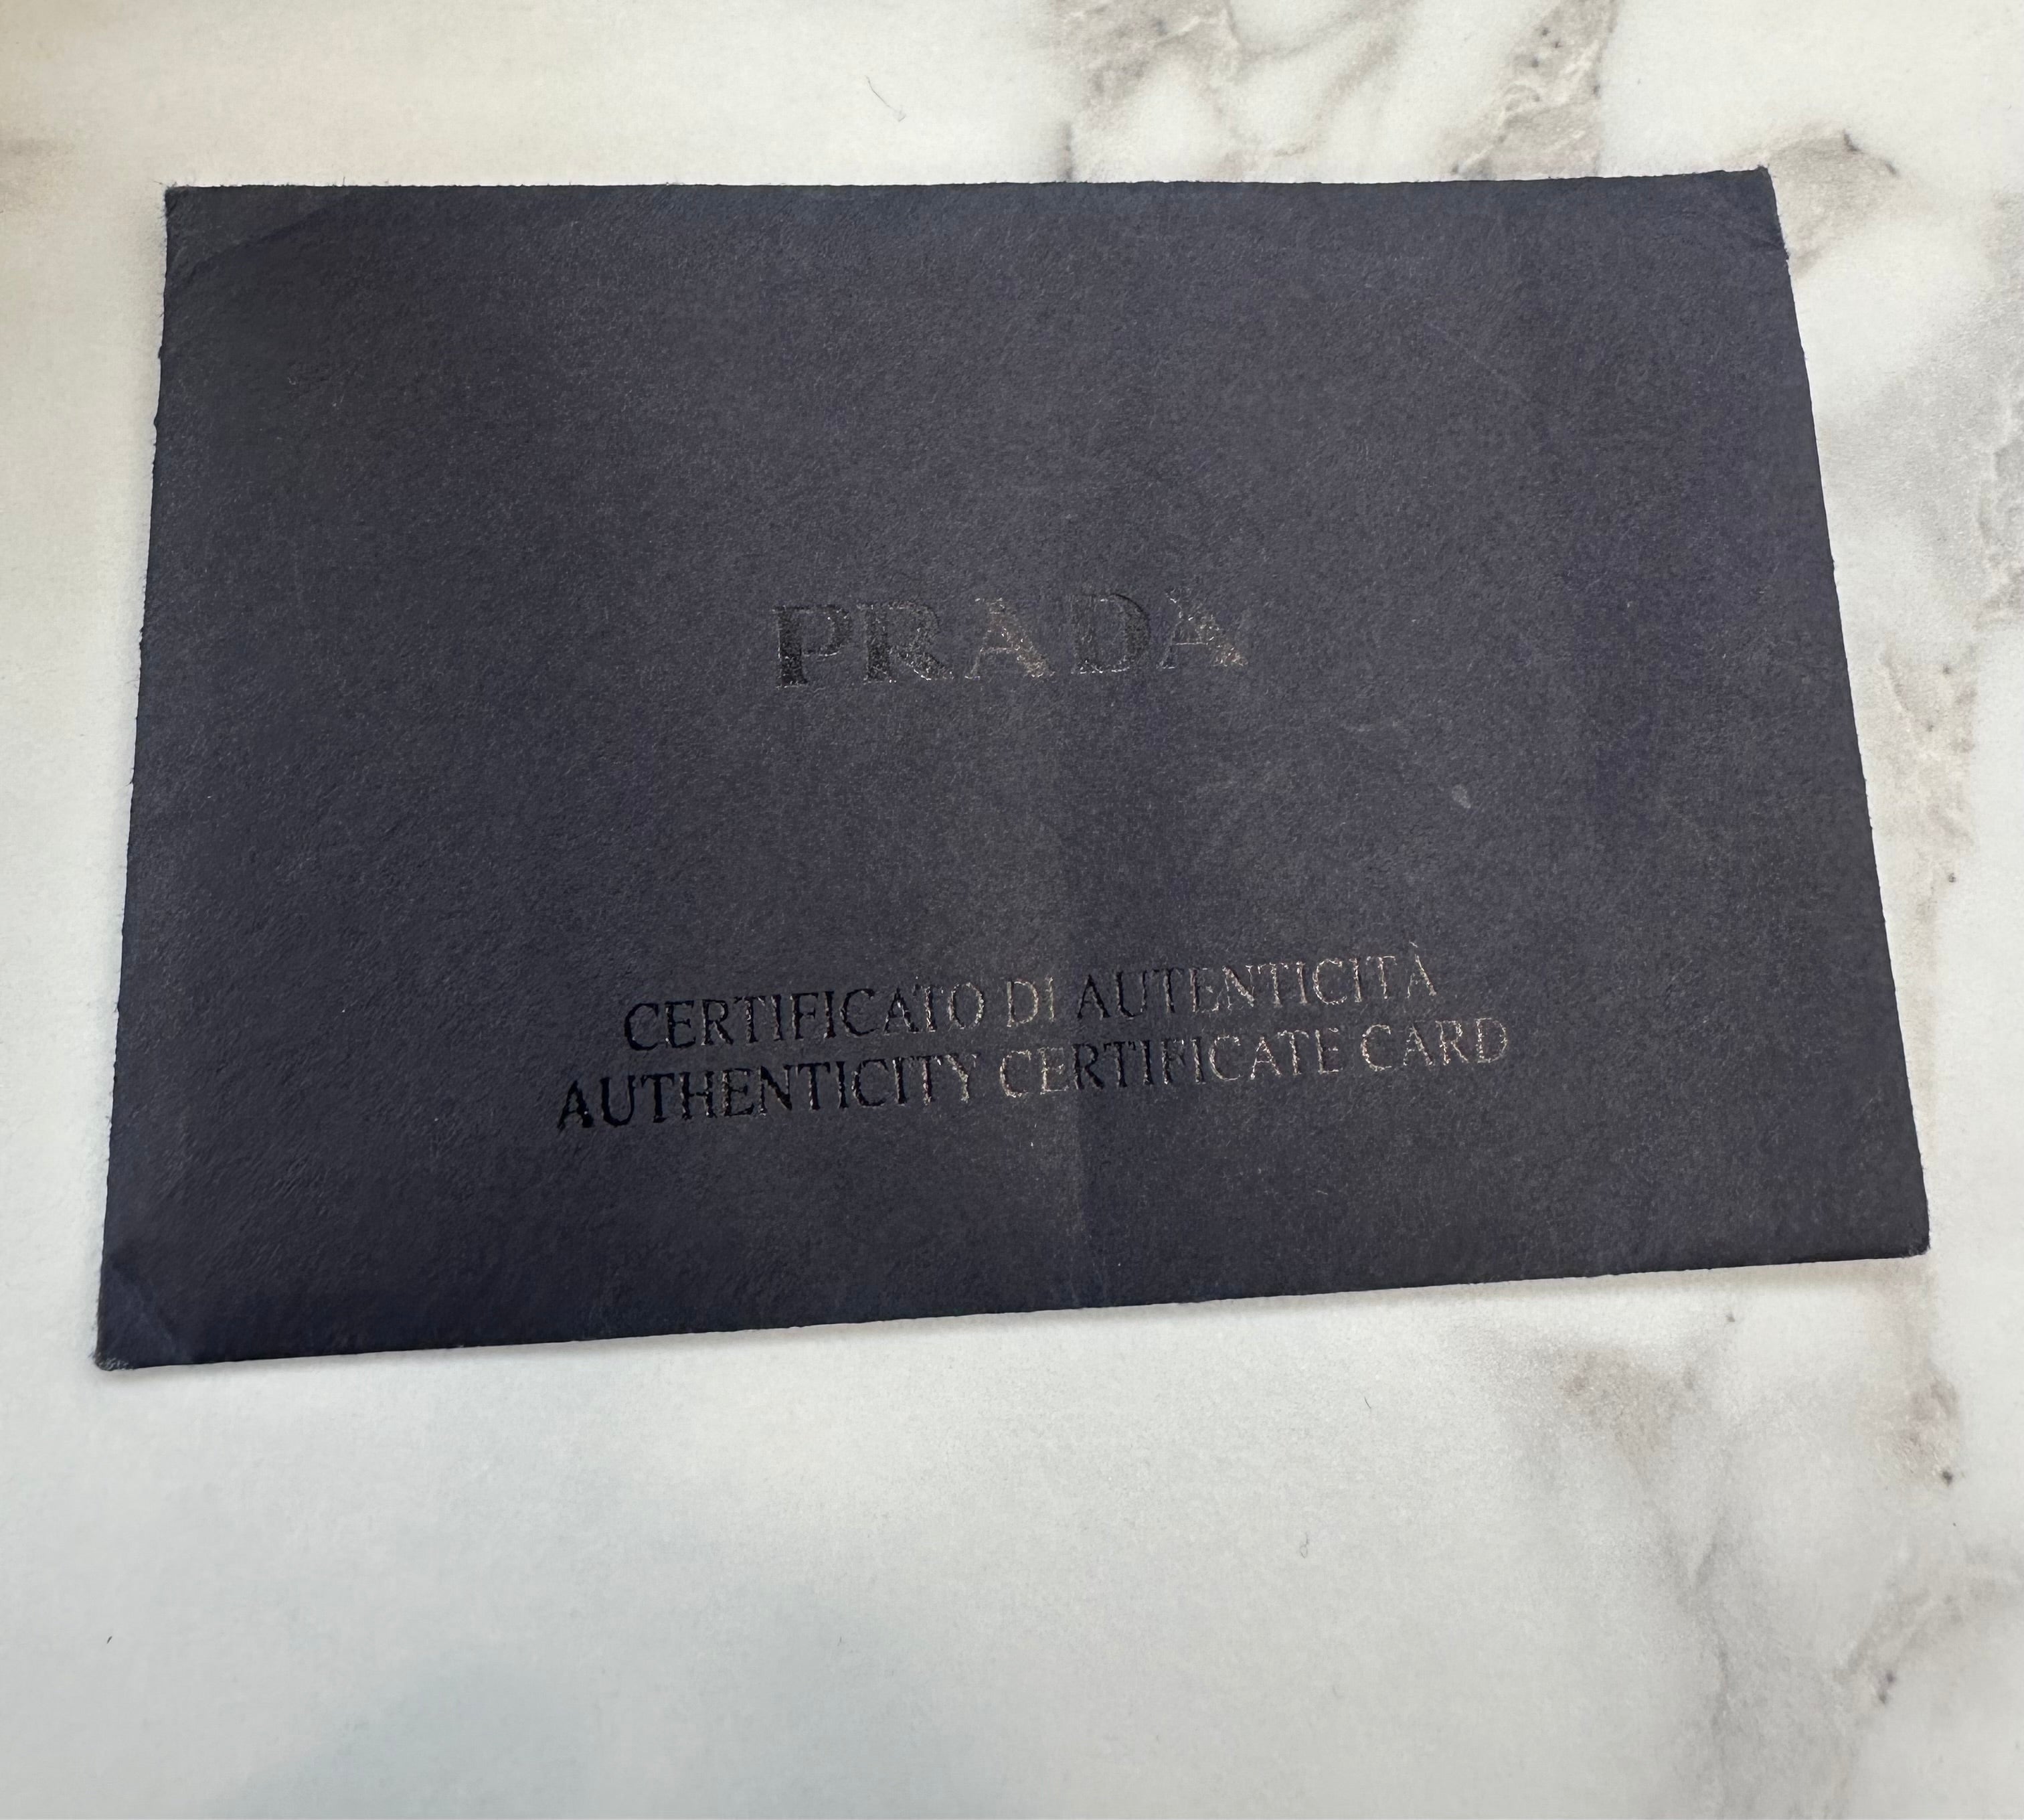 PRADA
CERTIFICATO DI AUTENTICITÀ
AUTHENTICITY CERTIFICATE CARD